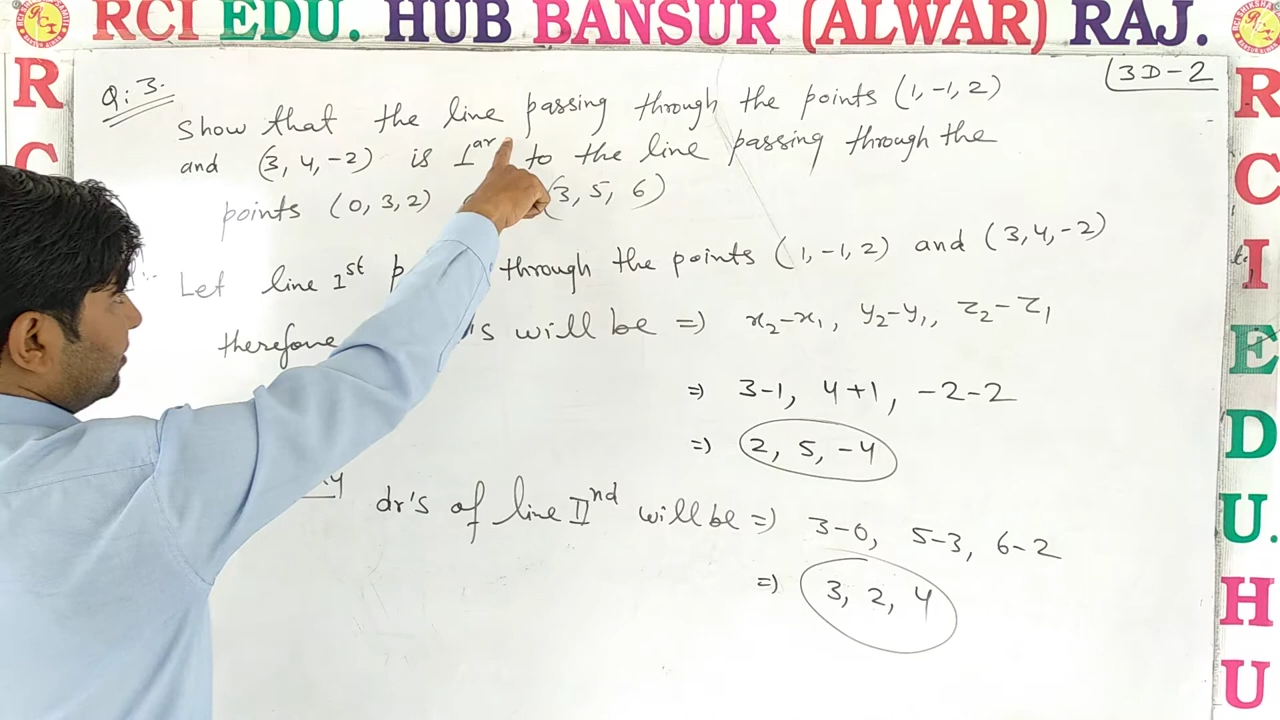 RCI EDU. HUB BANSUR (ALWAR) RAJ.
3D-2
Q: 3.
Show that the line passing through the points (1, -1, 2)
and (3, 4, -2) is ⊥ar to the line passing through the
points (0, 3, 2) (3, 5, 6)
Let line Ist through the points (1, -1, 2) and (3, 4, -2)
therefore will be => x₂-x₁, y₂-y₁, z₂-z₁
=> 3-1, 4+1, -2-2
=> 2, 5, -4
dr's of line IInd will be => 3-0, 5-3, 6-2
=> 3, 2, 4
R
C
R
C
I
E
D
U.
H
U